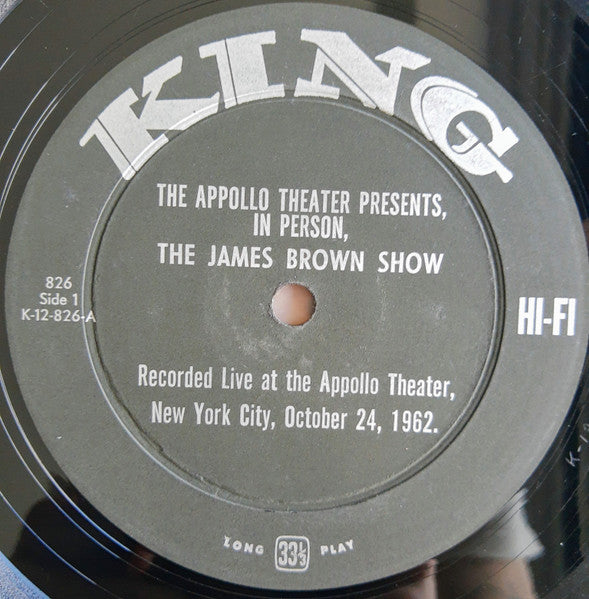 KING
THE APPOLLO THEATER PRESENTS,
IN PERSON,
THE JAMES BROWN SHOW
826
Side 1
K-12-826-A
HI-FI
Recorded Live at the Appollo Theater,
New York City, October 24, 1962.
LONG 33⅓ PLAY